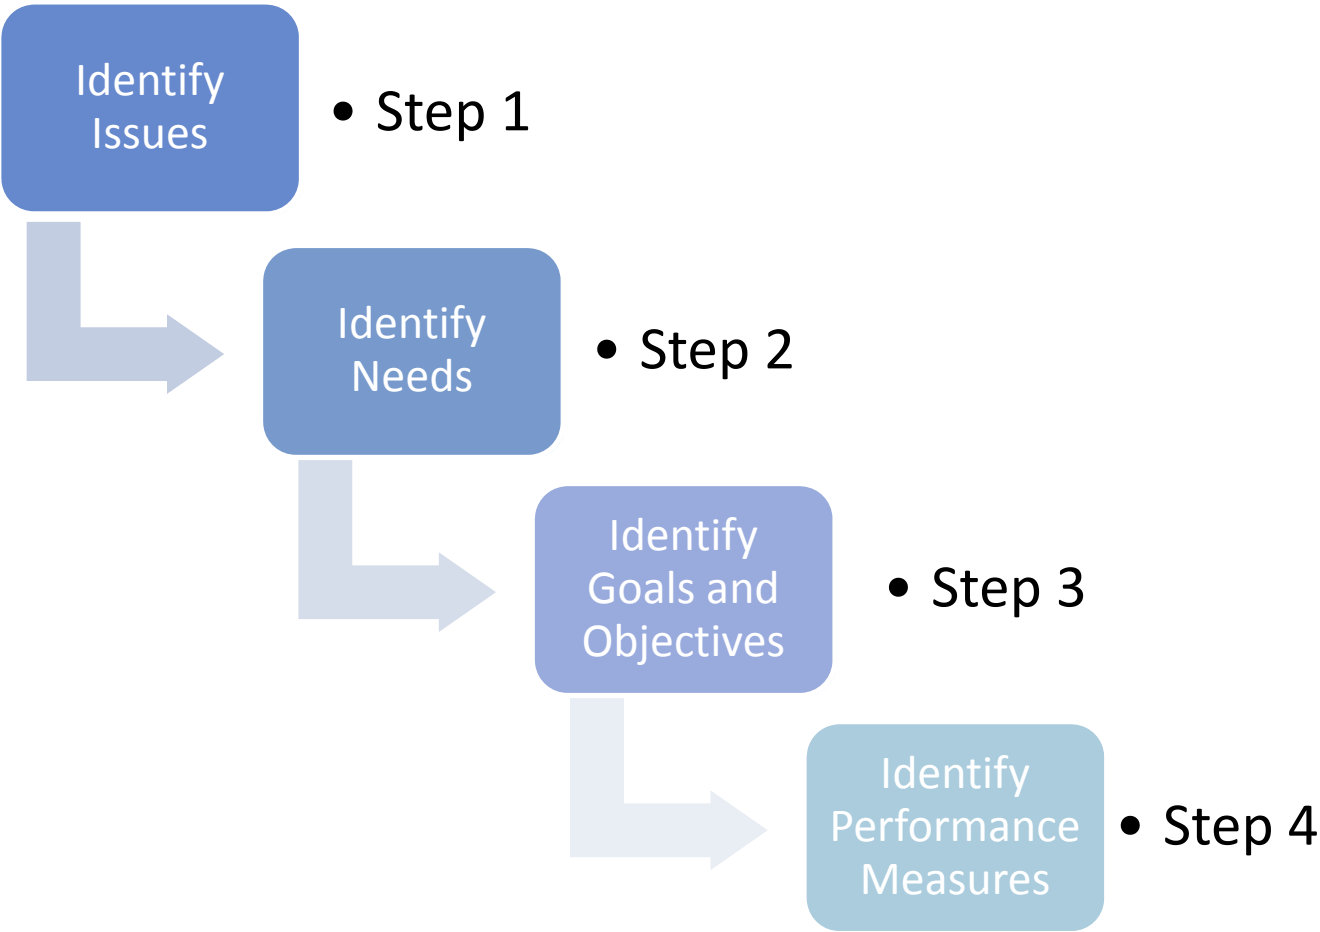 Identify
Issues
• Step 1
Identify
Needs
• Step 2
Identify
Goals and
Objectives
• Step 3
Identify
Performance
Measures
• Step 4